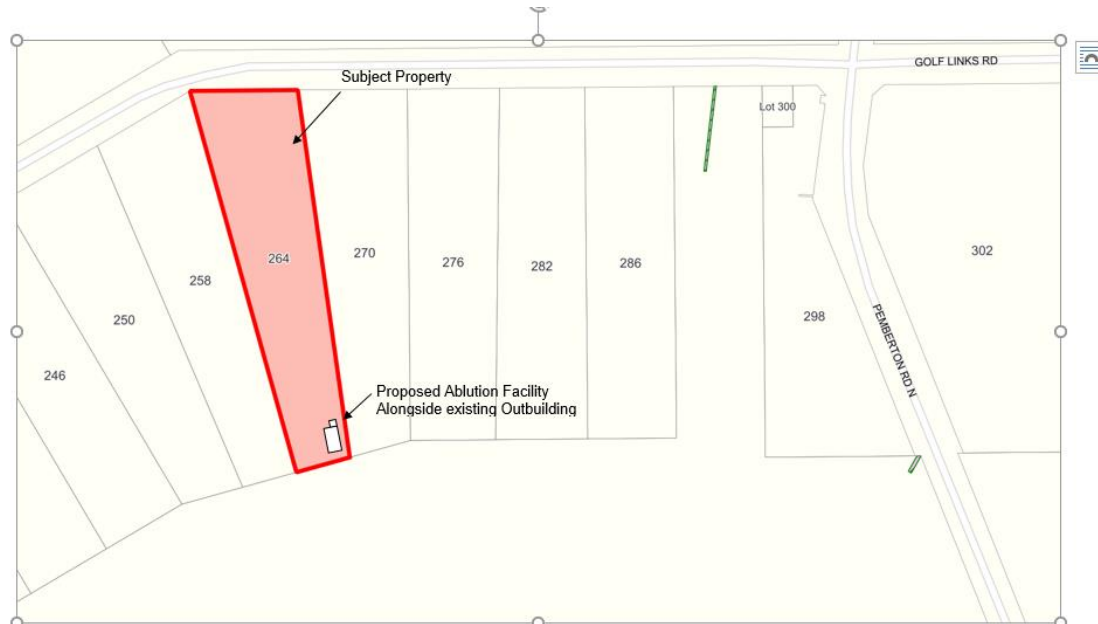 GOLF LINKS RD
Subject Property
Lot 300
302
270
264
276
282
286
258
298
250
PEMBERTON RD N
246
Proposed Ablution Facility
Alongside existing Outbuilding